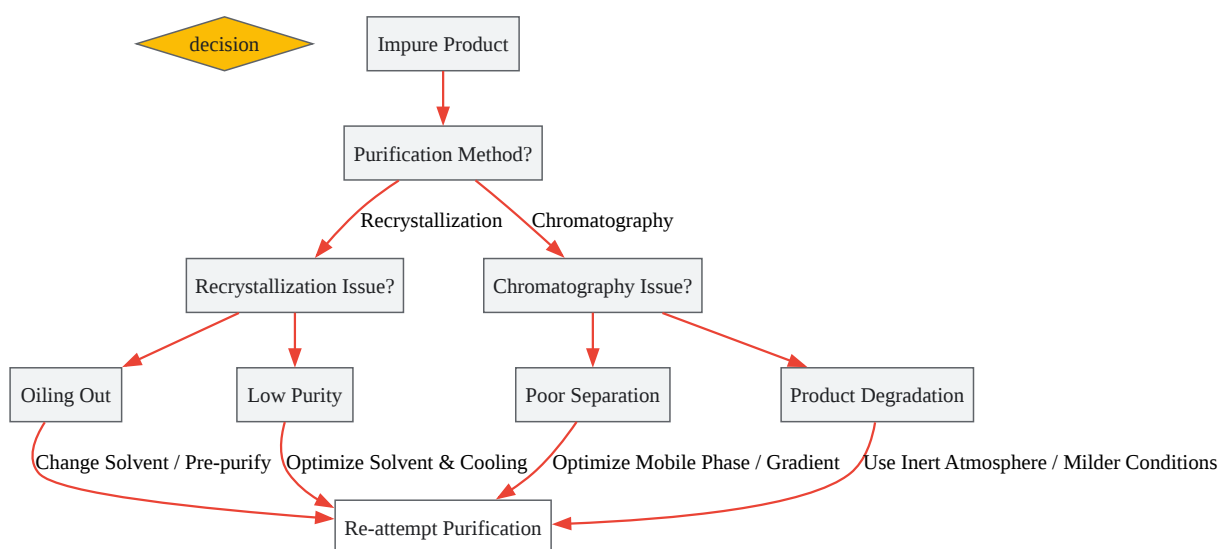 decision
Impure Product
Purification Method?
Recrystallization
Chromatography
Recrystallization Issue?
Chromatography Issue?
Oiling Out
Low Purity
Poor Separation
Product Degradation
Change Solvent / Pre-purify
Optimize Solvent & Cooling
Optimize Mobile Phase / Gradient
Use Inert Atmosphere / Milder Conditions
Re-attempt Purification